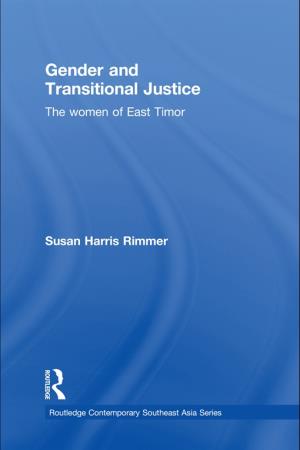 Gender and
Transitional Justice
The women of East Timor
Susan Harris Rimmer
ROUTLEDGE
Routledge Contemporary Southeast Asia Series